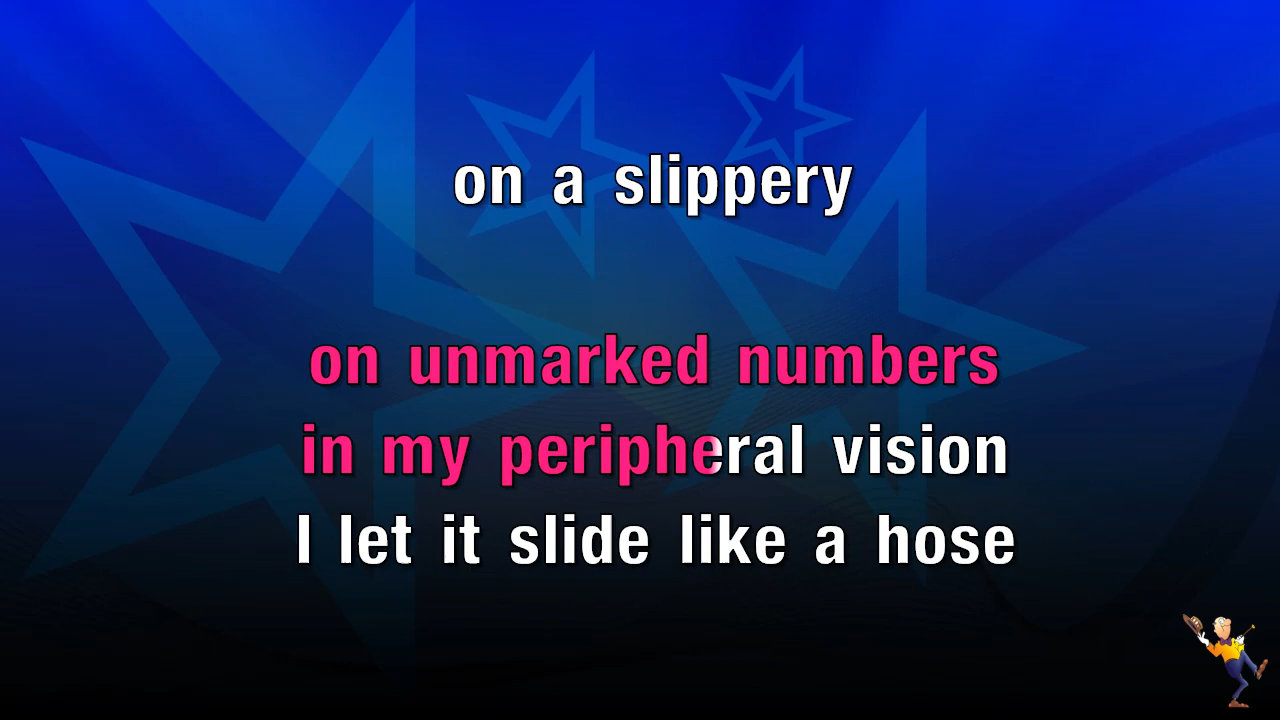 on a slippery
on unmarked numbers
in my peripheral vision
I let it slide like a hose